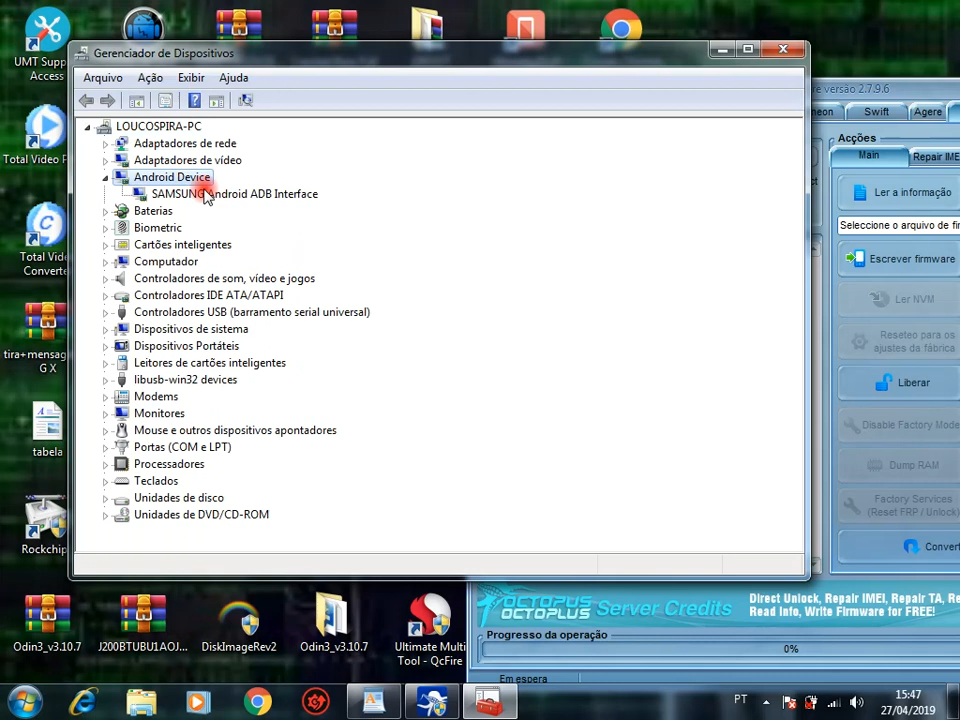 UMT Supp
Access
Total Video P
Total Vid
Converte
tira+mensag
G X
tabela
Rockchip
Gerenciador de Dispositivos
Arquivo Ação Exibir Ajuda
LOUCOSPIRA-PC
Adaptadores de rede
Adaptadores de vídeo
Android Device
SAMSUNG Android ADB Interface
Baterias
Biometric
Cartões inteligentes
Computador
Controladores de som, vídeo e jogos
Controladores IDE ATA/ATAPI
Controladores USB (barramento serial universal)
Dispositivos de sistema
Dispositivos Portáteis
Leitores de cartões inteligentes
libusb-win32 devices
Modems
Monitores
Mouse e outros dispositivos apontadores
Portas (COM e LPT)
Processadores
Teclados
Unidades de disco
Unidades de DVD/CD-ROM
re versão 2.7.9.6
neon Swift Agere
Acções
Main Repair IMEI
Ler a informação
Seleccione o arquivo de fir
Escrever firmware
Ler NVM
Reseteo para os
ajustes da fábrica
Liberar
Disable Factory Mode
Dump RAM
Factory Services
(Reset FRP / Unlock)
Convert
OCTOPUS
OCTOPLUS
Server Credits
Direct Unlock, Repair IMEI, Repair TA, Re
Read Info, Write Firmware for FREE!
Progresso da operação
0%
Em espera
Odin3_v3.10.7
J200BTUBU1AOJ...
DiskImageRev2
Odin3_v3.10.7
Ultimate Multi
Tool - QcFire
PT
15:47
27/04/2019